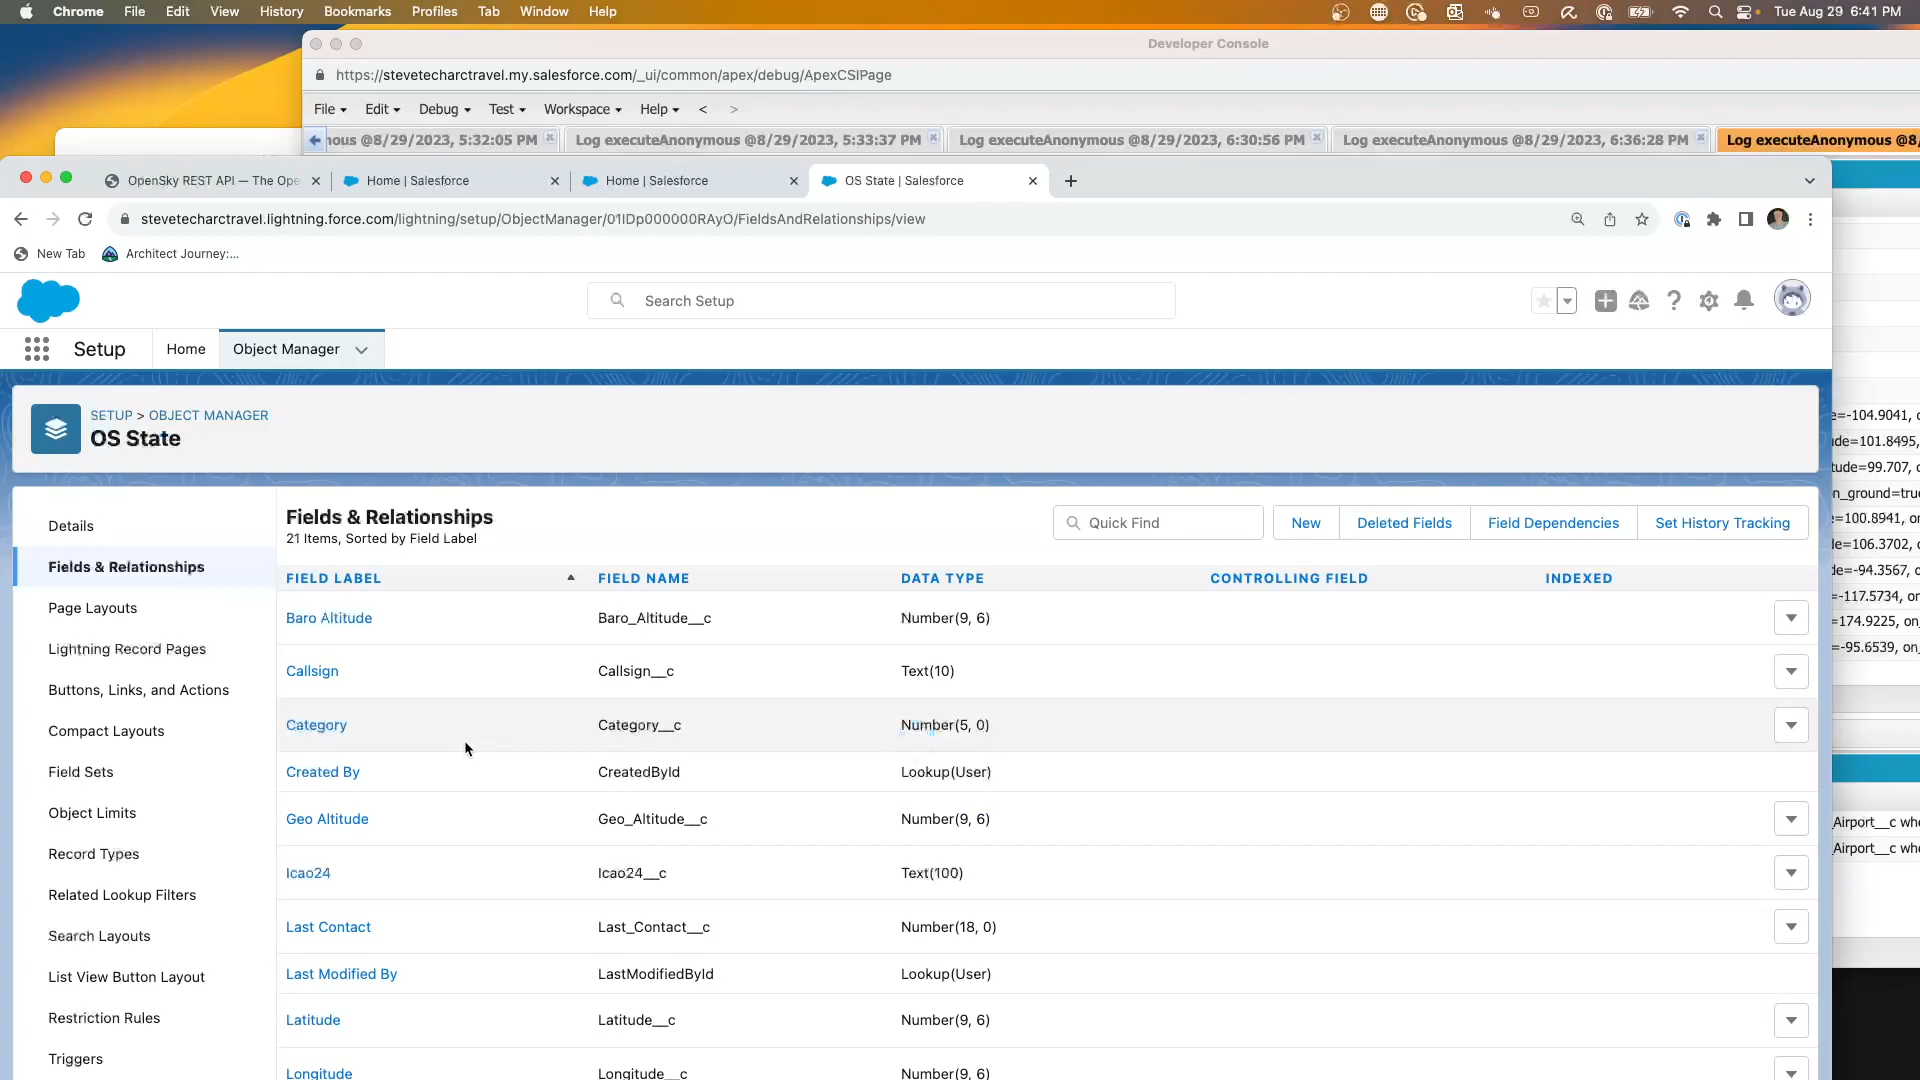 Chrome File Edit View History Bookmarks Profiles Tab Window Help Tue Aug 29 6:41 PM
Developer Console
https://stevetecharctravel.my.salesforce.com/_ui/common/apex/debug/ApexCSIPage
File Edit Debug Test Workspace Help < >
nous @8/29/2023, 5:32:05 PM Log executeAnonymous @8/29/2023, 5:33:37 PM Log executeAnonymous @8/29/2023, 6:30:56 PM Log executeAnonymous @8/29/2023, 6:36:28 PM Log executeAnonymous @8/
OpenSky REST API — The Ope Home | Salesforce Home | Salesforce OS State | Salesforce
stevetecharctravel.lightning.force.com/lightning/setup/ObjectManager/01IDp000000RAyO/FieldsAndRelationships/view
New Tab Architect Journey:...
Search Setup
Setup Home Object Manager
SETUP > OBJECT MANAGER
OS State
e=-104.9041,
ude=101.8495,
tude=99.707,
n_ground=true
=100.8941, on
le=106.3702,
le=-94.3567, o
=-117.5734, on
=174.9225, on_
=-95.6539, on_
Airport__c whe
Airport__c whe
Details
Fields & Relationships
Page Layouts
Lightning Record Pages
Buttons, Links, and Actions
Compact Layouts
Field Sets
Object Limits
Record Types
Related Lookup Filters
Search Layouts
List View Button Layout
Restriction Rules
Triggers
Fields & Relationships
21 Items, Sorted by Field Label
Quick Find New Deleted Fields Field Dependencies Set History Tracking
FIELD LABEL FIELD NAME DATA TYPE CONTROLLING FIELD INDEXED
Baro Altitude Baro_Altitude__c Number(9, 6)
Callsign Callsign__c Text(10)
Category Category__c Number(5, 0)
Created By CreatedById Lookup(User)
Geo Altitude Geo_Altitude__c Number(9, 6)
Icao24 Icao24__c Text(100)
Last Contact Last_Contact__c Number(18, 0)
Last Modified By LastModifiedById Lookup(User)
Latitude Latitude__c Number(9, 6)
Longitude Longitude__c Number(9, 6)